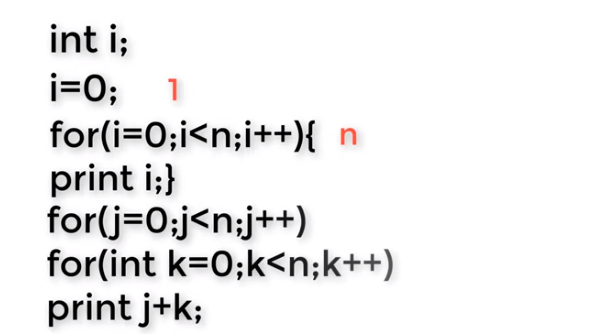 int i;
i=0; 1
for(i=0;i<n;i++){ n
print i;}
for(j=0;j<n;j++)
for(int k=0;k<n;k++)
print j+k;